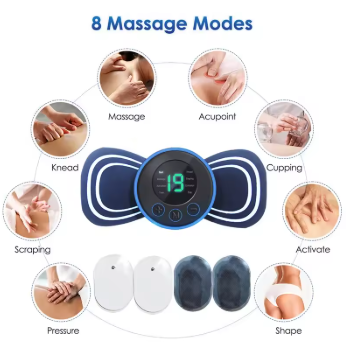 8 Massage Modes
Massage
Acupoint
Knead
Cupping
Scraping
Activate
Pressure
Shape
19
M